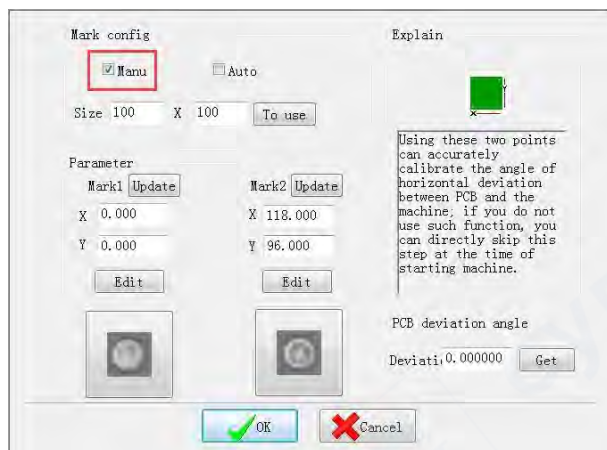 Mark config
Manu
Auto
Size 100 X 100 To use
Parameter
Mark1 Update
X 0.000
Y 0.000
Edit
Mark2 Update
X 118.000
Y 96.000
Edit
Explain
Y
X
Using these two points
can accurately
calibrate the angle of
horizontal deviation
between PCB and the
machine; if you do not
use such function, you
can directly skip this
step at the time of
starting machine.
PCB deviation angle
Deviati 0.000000 Get
OK
Cancel